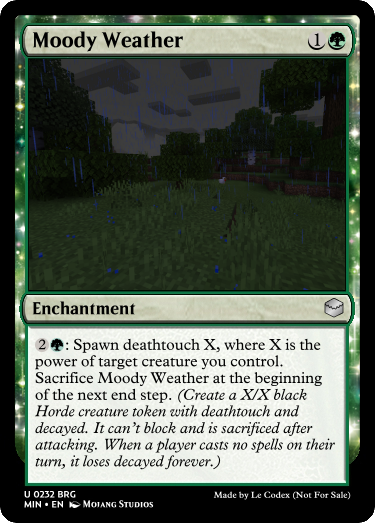 Moody Weather 1
Enchantment
2 : Spawn deathtouch X, where X is the
power of target creature you control.
Sacrifice Moody Weather at the beginning
of the next end step. (Create a X/X black
Horde creature token with deathtouch and
decayed. It can't block and is sacrificed after
attacking. When a player casts no spells on their
turn, it loses decayed forever.)
U 0232 BRG
MIN • EN Mojang Studios
Made by Le Codex (Not For Sale)